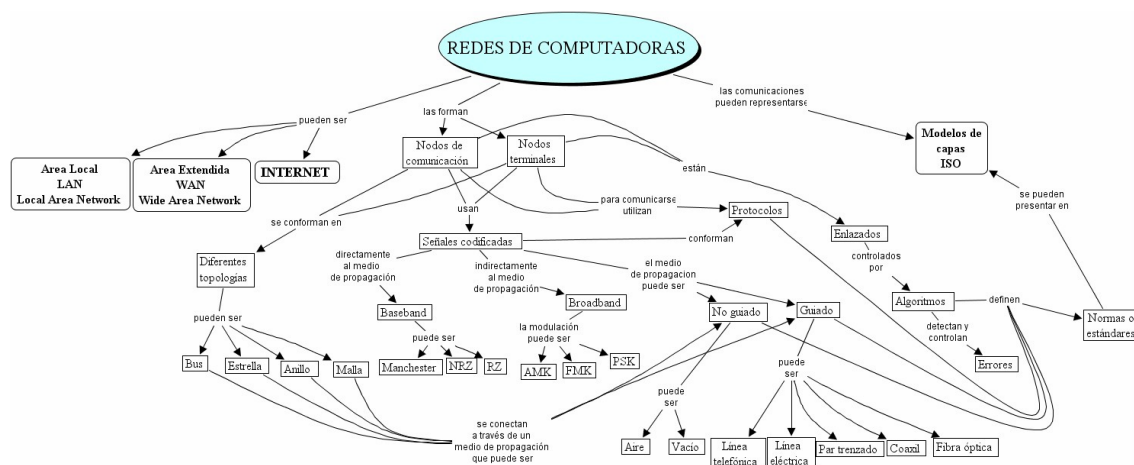 REDES DE COMPUTADORAS
las comunicaciones
pueden representarse
las forman
pueden ser
Nodos de
comunicación
Nodos
terminales
Modelos de
capas
ISO
Area Local
LAN
Local Area Network
Area Extendida
WAN
Wide Area Network
INTERNET
están
se pueden
presentar en
usan
para comunicarse
utilizan
Protocolos
se conforman en
Enlazados
Señales codificadas
conforman
controlados
por
Diferentes
topologías
directamente
al medio
de propagación
indirectamente
al medio
de propagación
el medio
de propagacion
puede ser
Algoritmos
definen
Baseband
Broadband
No guiado
Guiado
Normas o
estándares
pueden ser
puede ser
la modulación
puede ser
detectan y
controlan
Bus
Estrella
Anillo
Malla
Manchester
NRZ
RZ
AMK
FMK
PSK
Errores
puede
ser
puede
ser
se conectan
a través de un
medio de propagación
que puede ser
Aire
Vacío
Línea
telefónica
Línea
eléctrica
Par trenzado
Coaxl
Fibra óptica